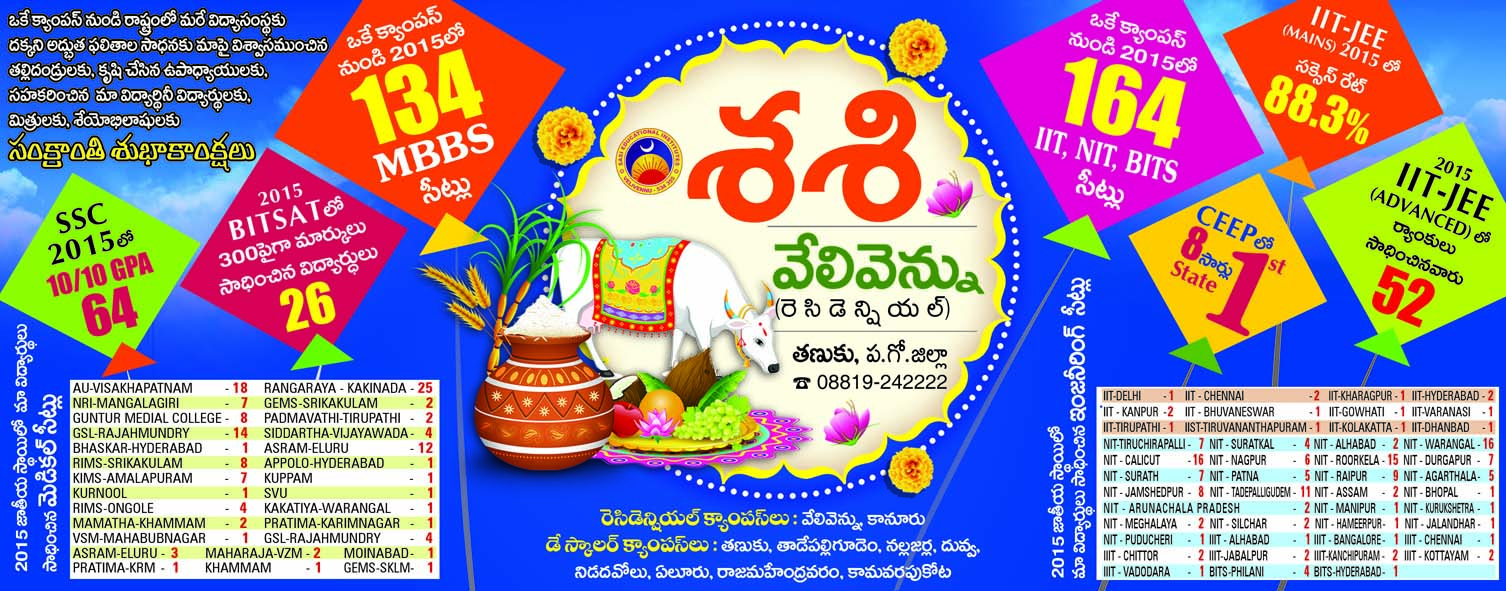 ఒకే క్యాంపస్ నుండి రాష్ట్రంలో మరే విద్యాసంస్థకు
దక్కని అద్భుత ఫలితాల సాధనకు మాపై విశ్వాసముంచిన
తల్లిదండ్రులకు, కృషి చేసిన ఉపాధ్యాయులకు,
సహకరించిన మా విద్యార్థినీ విద్యార్థులకు,
మిత్రులకు, శేయోభిలాషులకు
సంక్రాంతి శుభాకాంక్షలు
ఒకే క్యాంపస్
నుండి 2015లో
134
MBBS
సీట్లు
SSC
2015లో
10/10 GPA
64
2015
BITSATలో
300పైగా మార్కులు
సాధించిన విద్యార్థులు
26
SASI EDUCATIONAL INSTITUTES
VELIVENNU - 534 330
శశి
వేలివెన్ను
(రెసిడెన్షియల్)
తణుకు, ప.గో.జిల్లా
☎ 08819-242222
ఒకే క్యాంపస్
నుండి 2015లో
164
IIT, NIT, BITS
సీట్లు
IIT-JEE
(MAINS) 2015 లో
సక్సెస్ రేట్
88.3%
CEEPలో
8 సార్లు
State
1st
2015
IIT-JEE
(ADVANCED) లో
ర్యాంకులు
సాధించినవారు
52
2015 జాతీయ స్థాయిలో మా విద్యార్థులు
సాధించిన మెడికల్ సీట్లు
AU-VISAKHAPATNAM - 18 RANGARAYA - KAKINADA - 25
NRI-MANGALAGIRI - 7 GEMS-SRIKAKULAM - 2
GUNTUR MEDIAL COLLEGE - 8 PADMAVATHI-TIRUPATHI - 2
GSL-RAJAHMUNDRY - 14 SIDDARTHA-VIJAYAWADA - 4
BHASKAR-HYDERABAD - 1 ASRAM-ELURU - 12
RIMS-SRIKAKULAM - 8 APPOLO-HYDERABAD - 1
KIMS-AMALAPURAM - 7 KUPPAM - 1
KURNOOL - 1 SVU - 1
RIMS-ONGOLE - 4 KAKATIYA-WARANGAL - 1
MAMATHA-KHAMMAM - 2 PRATIMA-KARIMNAGAR - 1
VSM-MAHABUBNAGAR - 1 GSL-RAJAHMUNDRY - 4
ASRAM-ELURU - 3 MAHARAJA-VZM - 2 MOINABAD - 1
PRATIMA-KRM - 1 KHAMMAM - 1 GEMS-SKLM- 1
రెసిడెన్షియల్ క్యాంపస్‌లు : వేలివెన్ను కానూరు
డే స్కాలర్ క్యాంపస్‌లు : తణుకు, తాడేపల్లిగూడెం, నల్లజర్ల, దువ్వ,
నిడదవోలు, ఏలూరు, రాజమహేంద్రవరం, కామవరపుకోట
2015 జాతీయ స్థాయిలో
మా విద్యార్థులు సాధించిన ఇంజనీరింగ్ సీట్లు
IIT-DELHI - 1 IIT - CHENNAI - 2 IIT-KHARAGPUR - 1 IIT-HYDERABAD - 2
IIT - KANPUR - 2 IIT - BHUVANESWAR - 1 IIT-GOWHATI - 1 IIT-VARANASI - 1
IIT-TIRUPATHI - 1 IIST-TIRUVANANTHAPURAM - 1 IIT-KOLAKATTA - 1 IIT-DHANBAD - 1
NIT-TIRUCHIRAPALLI - 7 NIT - SURATKAL - 4 NIT - ALHABAD - 2 NIT - WARANGAL - 16
NIT - CALICUT - 16 NIT - NAGPUR - 6 NIT - ROORKELA - 15 NIT - DURGAPUR - 7
NIT - SURATH - 7 NIT - PATNA - 5 NIT - RAIPUR - 9 NIT - AGARTHALA - 5
NIT - JAMSHEDPUR - 8 NIT - TADEPALLIGUDEM - 11 NIT - ASSAM - 2 NIT - BHOPAL - 1
NIT - ARUNACHALA PRADESH - 2 NIT - MANIPUR - 1 NIT - KURUKSHETRA - 1
NIT - MEGHALAYA - 2 NIT - SILCHAR - 2 NIT - HAMEERPUR - 1 NIT - JALANDHAR - 1
NIT - PUDUCHERI - 1 IIIT - ALHABAD - 1 IIIT - BANGALORE - 1 IIIT - CHENNAI - 1
IIIT - CHITTOR - 2 IIIT-JABALPUR - 2 IIIT-KANCHIPURAM - 2 IIIT - KOTTAYAM - 2
IIIT - VADODARA - 1 BITS-PHILANI - 4 BITS-HYDERABAD - 1